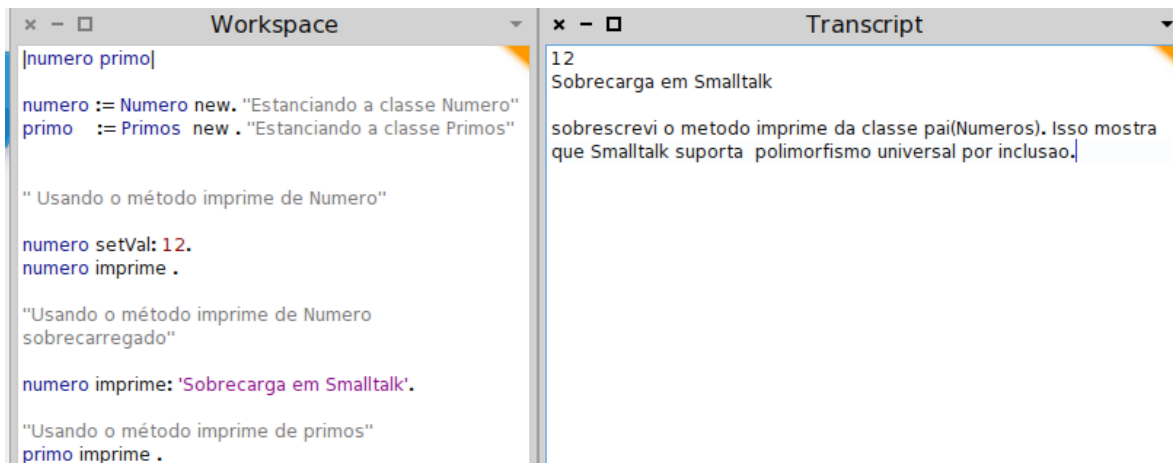 Workspace
|numero primo|
numero := Numero new. "Estanciando a classe Numero"
primo := Primos new . "Estanciando a classe Primos"
" Usando o método imprime de Numero"
numero setVal: 12.
numero imprime .
"Usando o método imprime de Numero
sobrecarregado"
numero imprime: 'Sobrecarga em Smalltalk'.
"Usando o método imprime de primos"
primo imprime .
Transcript
12
Sobrecarga em Smalltalk
sobrescrevi o metodo imprime da classe pai(Numeros). Isso mostra
que Smalltalk suporta polimorfismo universal por inclusao.